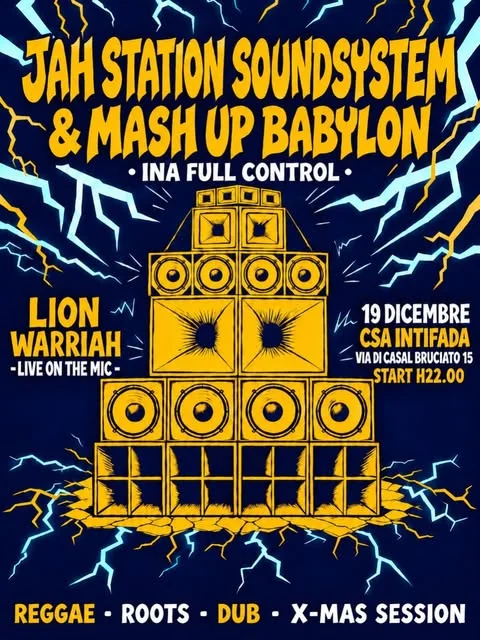 JAH STATION SOUNDSYSTEM
& MASH UP BABYLON
• INA FULL CONTROL •
LION
WARRIAH
- LIVE ON THE MIC -
19 DICEMBRE
CSA INTIFADA
VIA DI CASAL BRUCIATO 15
START H22.00
REGGAE - ROOTS - DUB - X-MAS SESSION